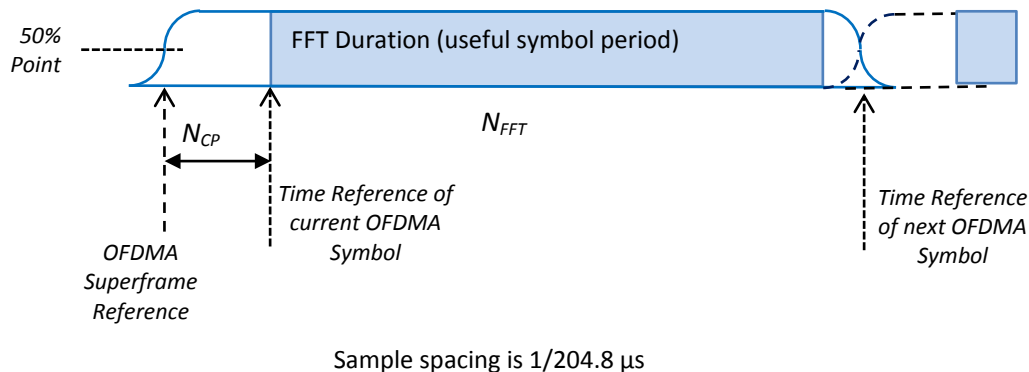 50%
Point
FFT Duration (useful symbol period)
N_CP
N_FFT
Time Reference of
current OFDMA
Symbol
Time Reference
of next OFDMA
Symbol
OFDMA
Superframe
Reference
Sample spacing is 1/204.8 µs